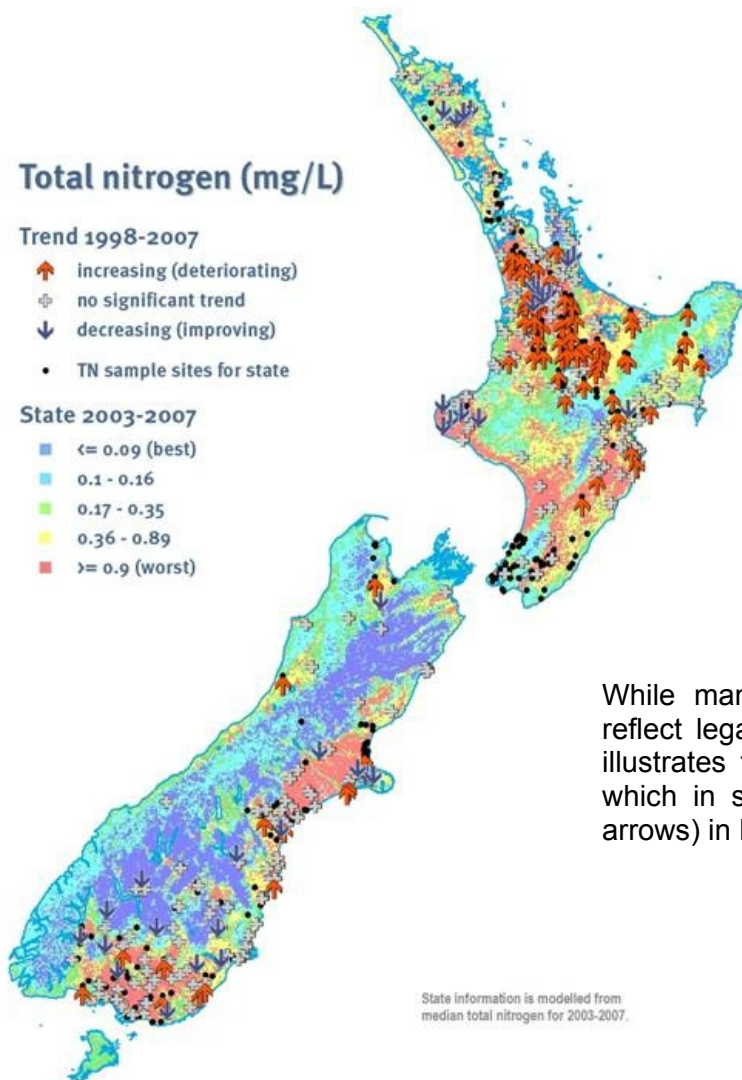 Total nitrogen (mg/L)
Trend 1998-2007
increasing (deteriorating)
no significant trend
decreasing (improving)
TN sample sites for state
State 2003-2007
<= 0.09 (best)
0.1 - 0.16
0.17 - 0.35
0.36 - 0.89
>= 0.9 (worst)
While
reflect
illustrates
which in
arrows) in
State information is modelled from
median total nitrogen for 2003-2007.